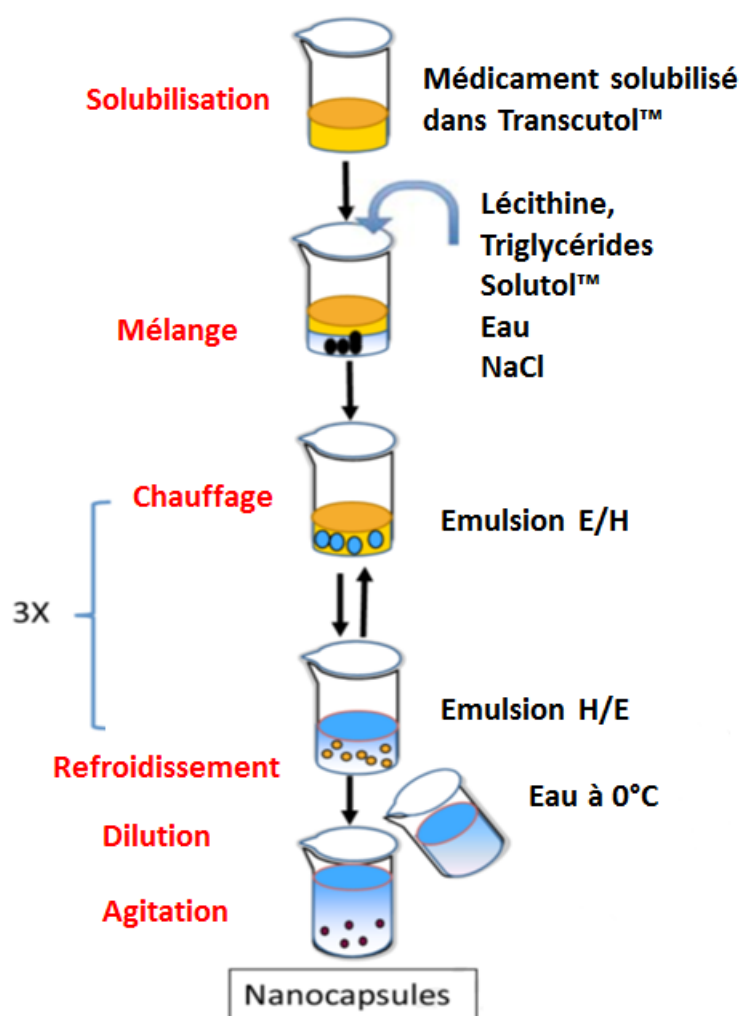 Solubilisation
Médicament solubilisé
dans Transcutol™
Lécithine,
Triglycérides
Solutol™
Eau
NaCl
Mélange
Chauffage
Emulsion E/H
3X
Emulsion H/E
Refroidissement
Eau à 0°C
Dilution
Agitation
Nanocapsules